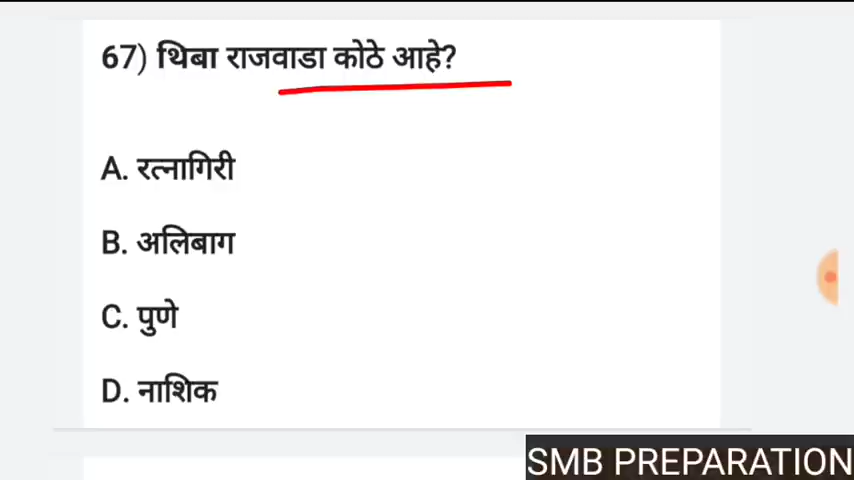 67) थिबा राजवाडा कोठे आहे?
A. रत्नागिरी
B. अलिबाग
C. पुणे
D. नाशिक
SMB PREPARATION